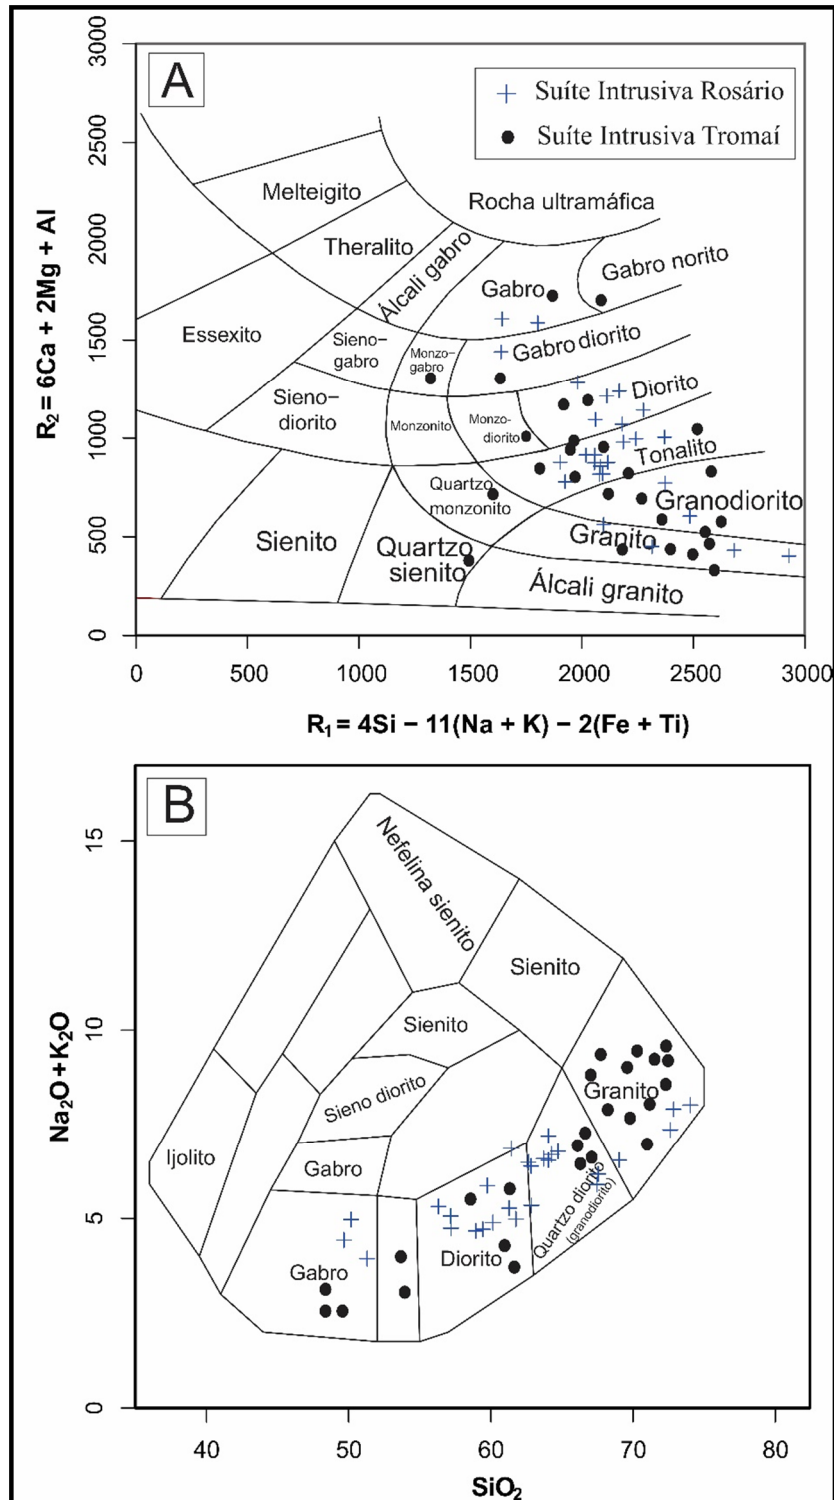 A
Suíte Intrusiva Rosário
Suíte Intrusiva Tromaí
3000
2500
2000
1500
1000
500
0
R2 = 6Ca + 2Mg + Al
Melteigito
Rocha ultramáfica
Theralito
Álcali gabro
Gabro norito
Gabro
Essexito
Sieno-
gabro
Monzo-
gabro
Gabro diorito
Sieno–
diorito
Diorito
Monzonito
Monzo-
diorito
Tonalito
Quartzo
monzonito
Granodiorito
Sienito
Quartzo
sienito
Granito
Álcali granito
0 500 1000 1500 2000 2500 3000
R1 = 4Si − 11(Na + K) − 2(Fe + Ti)
B
15
10
5
0
Na2O+K2O
Nefelina sienito
Sienito
Sienito
Sieno diorito
Granito
Ijolito
Gabro
Quartzo diorito
(granodiorito)
Diorito
Gabro
40 50 60 70 80
SiO2